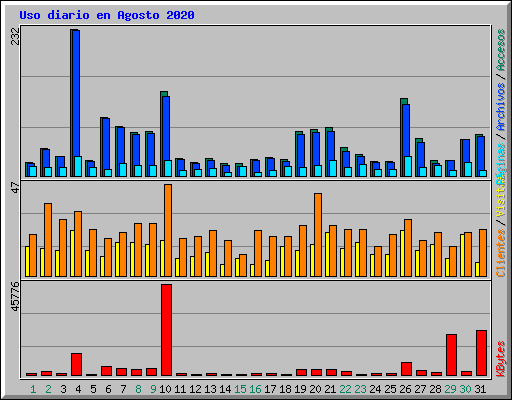 Uso diario en Agosto 2020
232
47
45776
Accesos / Archivos / Páginas
Visitas / Clientes
KBytes
1 2 3 4 5 6 7 8 9 10 11 12 13 14 15 16 17 18 19 20 21 22 23 24 25 26 27 28 29 30 31